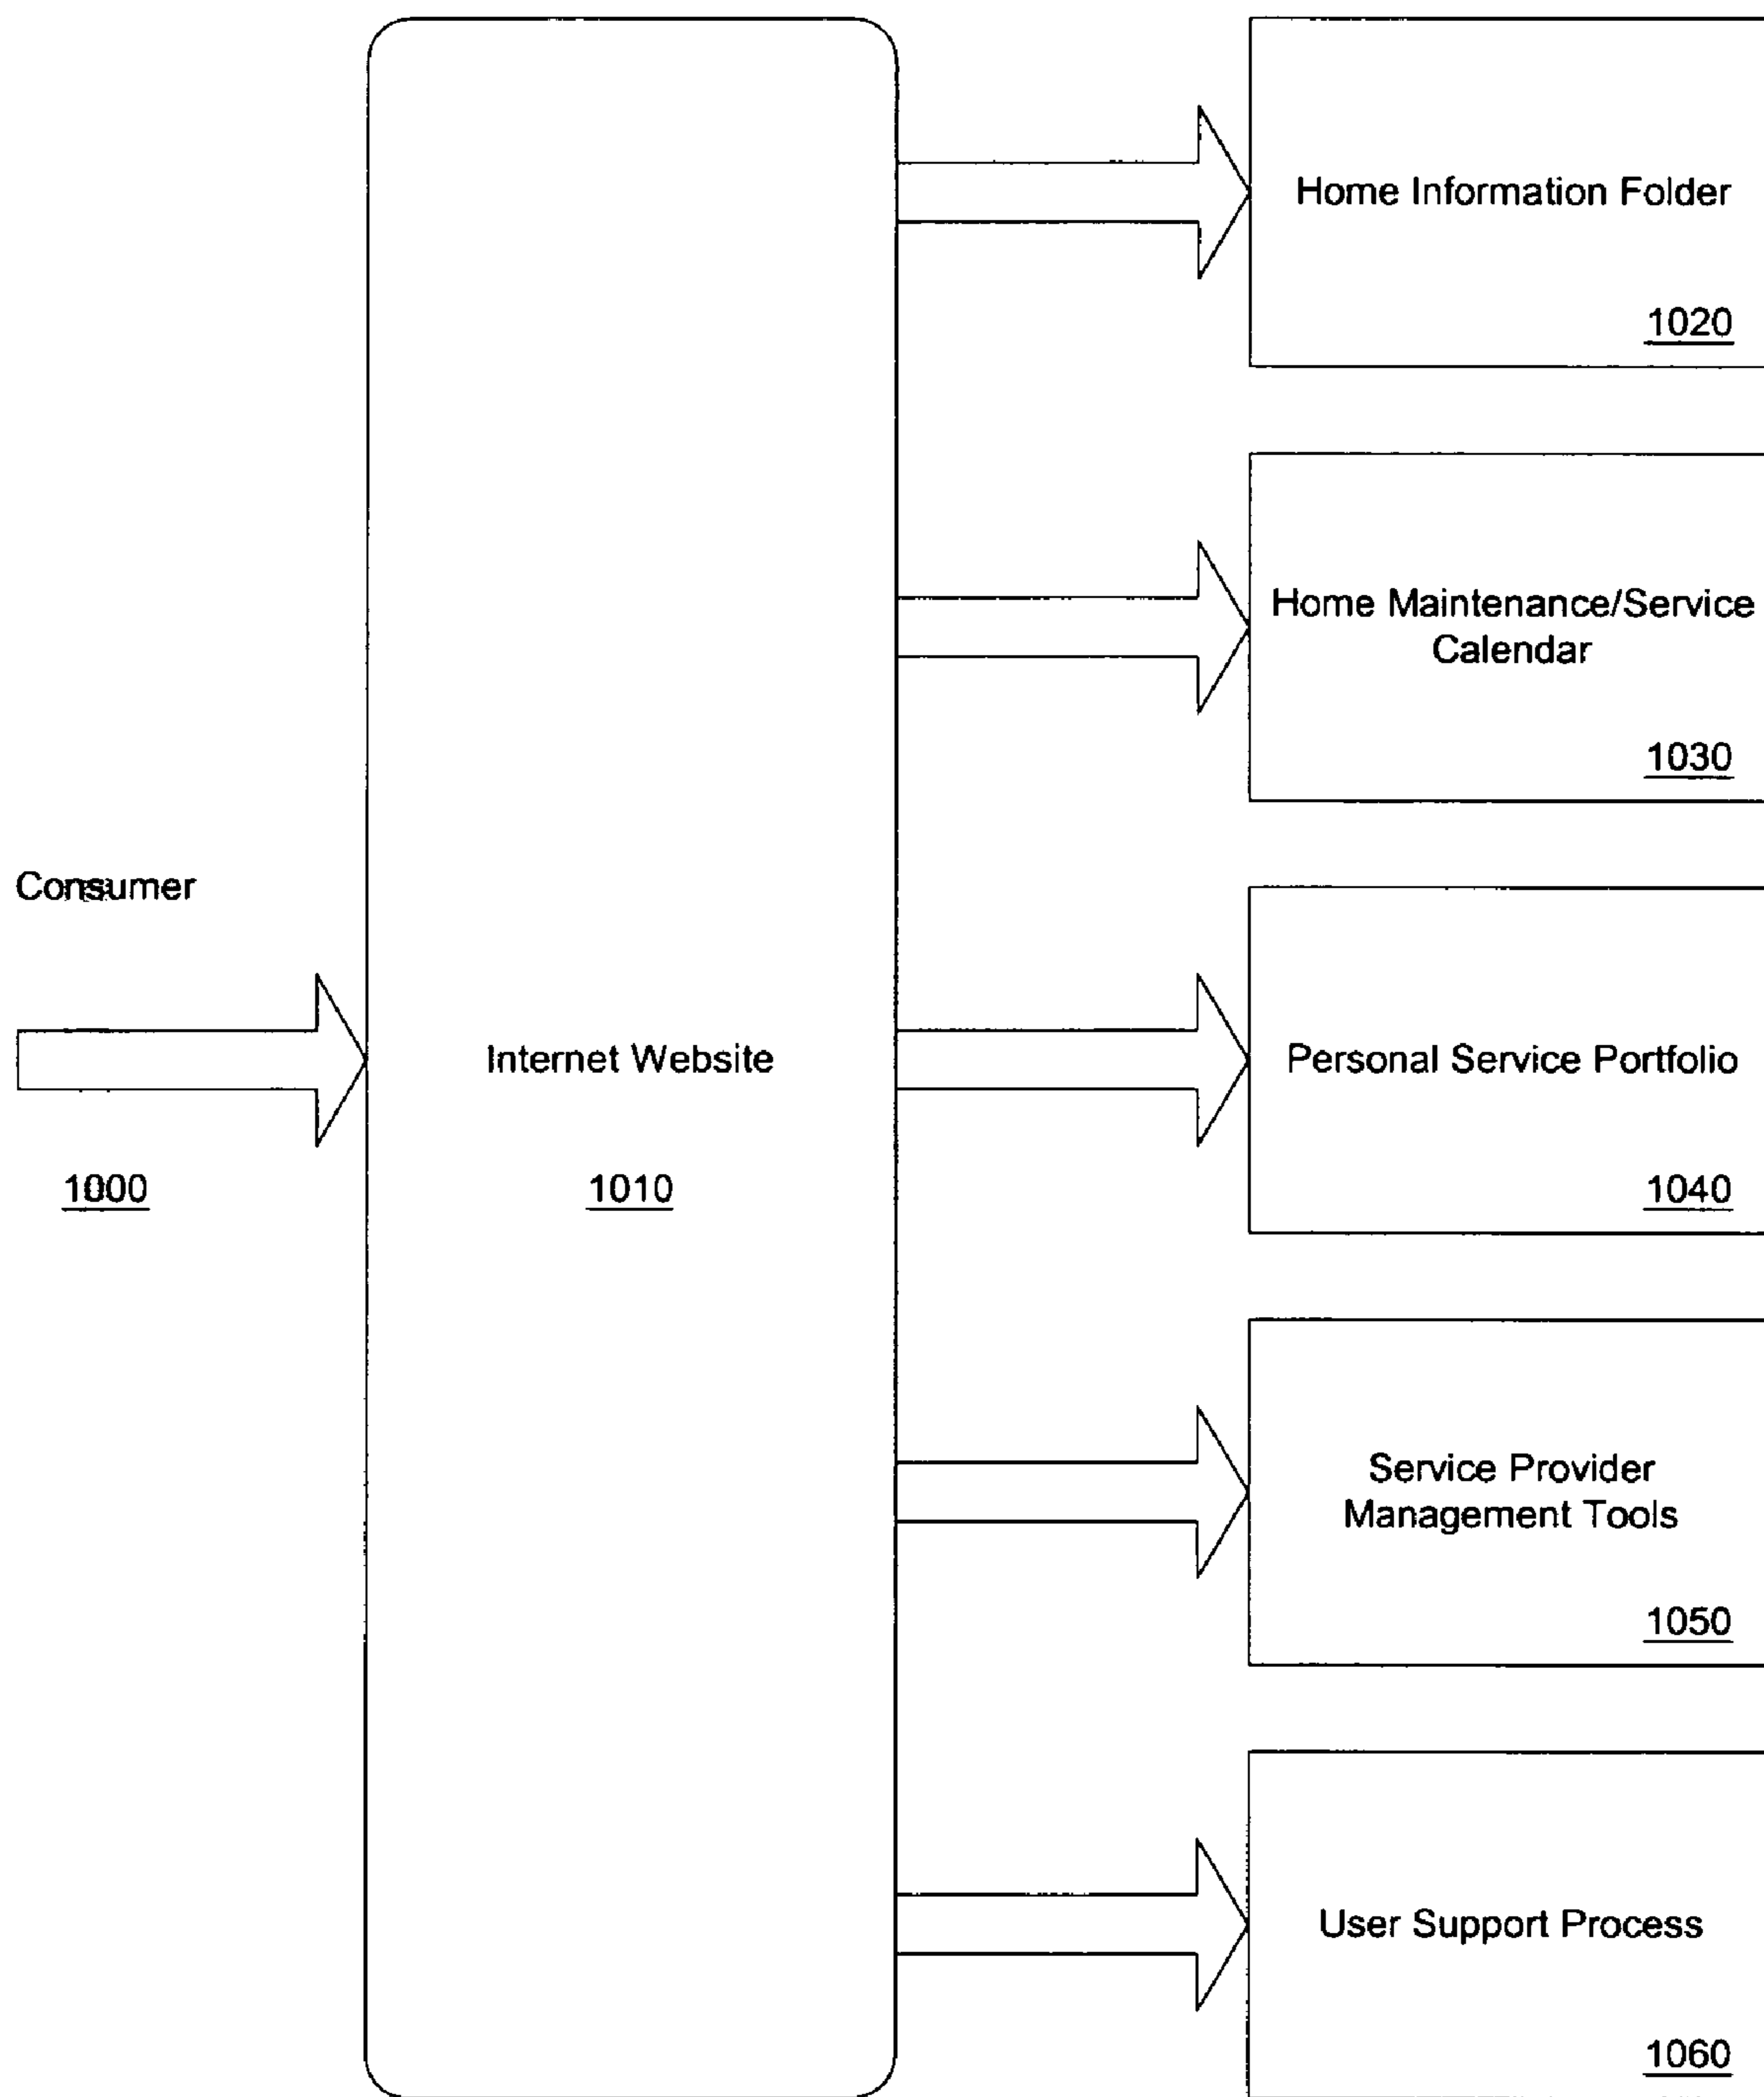 Home Information Folder
1020
Home Maintenance/Service
Calendar
1030
Consumer
1000
Internet Website
1010
Personal Service Portfolio
1040
Service Provider
Management Tools
1050
User Support Process
1060